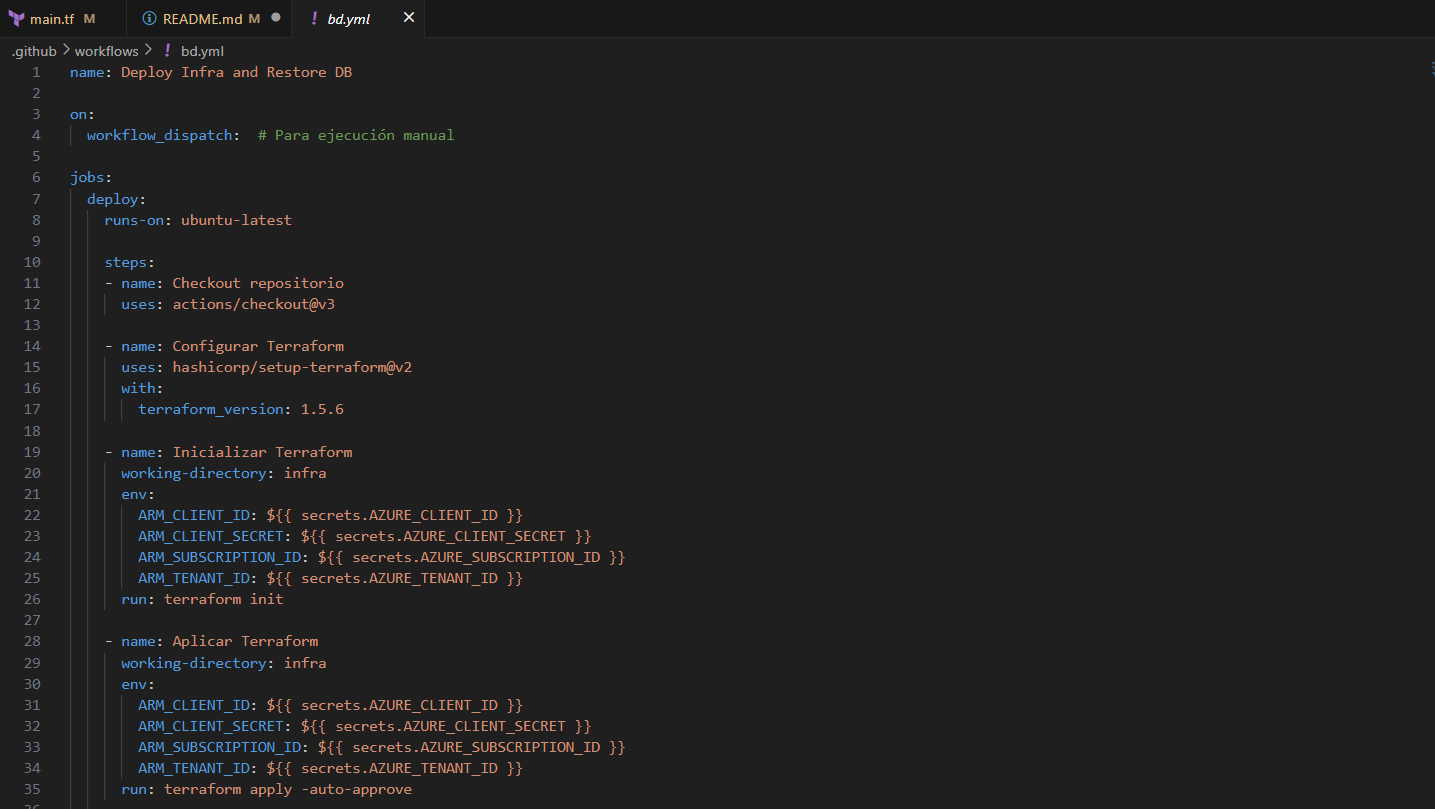 main.tf M README.md M bd.yml
.github workflows bd.yml
1 name: Deploy Infra and Restore DB
2
3 on:
4 workflow_dispatch: # Para ejecución manual
5
6 jobs:
7 deploy:
8 runs-on: ubuntu-latest
9
10 steps:
11 - name: Checkout repositorio
12 uses: actions/checkout@v3
13
14 - name: Configurar Terraform
15 uses: hashicorp/setup-terraform@v2
16 with:
17 terraform_version: 1.5.6
18
19 - name: Inicializar Terraform
20 working-directory: infra
21 env:
22 ARM_CLIENT_ID: ${{ secrets.AZURE_CLIENT_ID }}
23 ARM_CLIENT_SECRET: ${{ secrets.AZURE_CLIENT_SECRET }}
24 ARM_SUBSCRIPTION_ID: ${{ secrets.AZURE_SUBSCRIPTION_ID }}
25 ARM_TENANT_ID: ${{ secrets.AZURE_TENANT_ID }}
26 run: terraform init
27
28 - name: Aplicar Terraform
29 working-directory: infra
30 env:
31 ARM_CLIENT_ID: ${{ secrets.AZURE_CLIENT_ID }}
32 ARM_CLIENT_SECRET: ${{ secrets.AZURE_CLIENT_SECRET }}
33 ARM_SUBSCRIPTION_ID: ${{ secrets.AZURE_SUBSCRIPTION_ID }}
34 ARM_TENANT_ID: ${{ secrets.AZURE_TENANT_ID }}
35 run: terraform apply -auto-approve